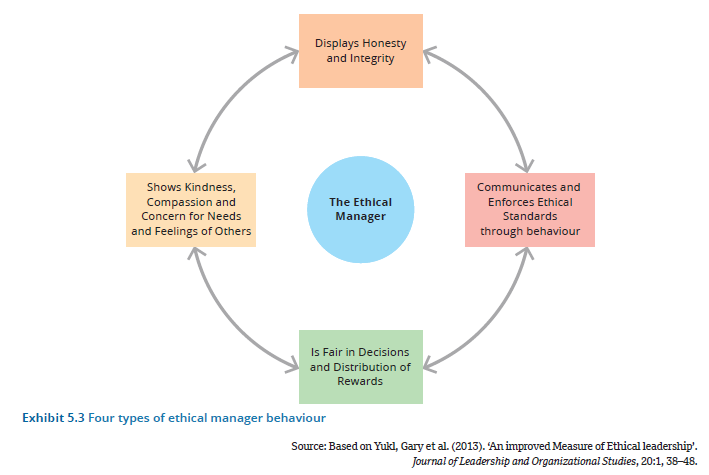 Displays Honesty
and Integrity
Shows Kindness,
Compassion and
Concern for Needs
and Feelings of Others
The Ethical
Manager
Communicates and
Enforces Ethical
Standards
through behaviour
Is Fair in Decisions
and Distribution of
Rewards
Exhibit 5.3 Four types of ethical manager behaviour
Source: Based on Yukl, Gary et al. (2013). ‘An improved Measure of Ethical leadership’.
Journal of Leadership and Organizational Studies, 20:1, 38–48.